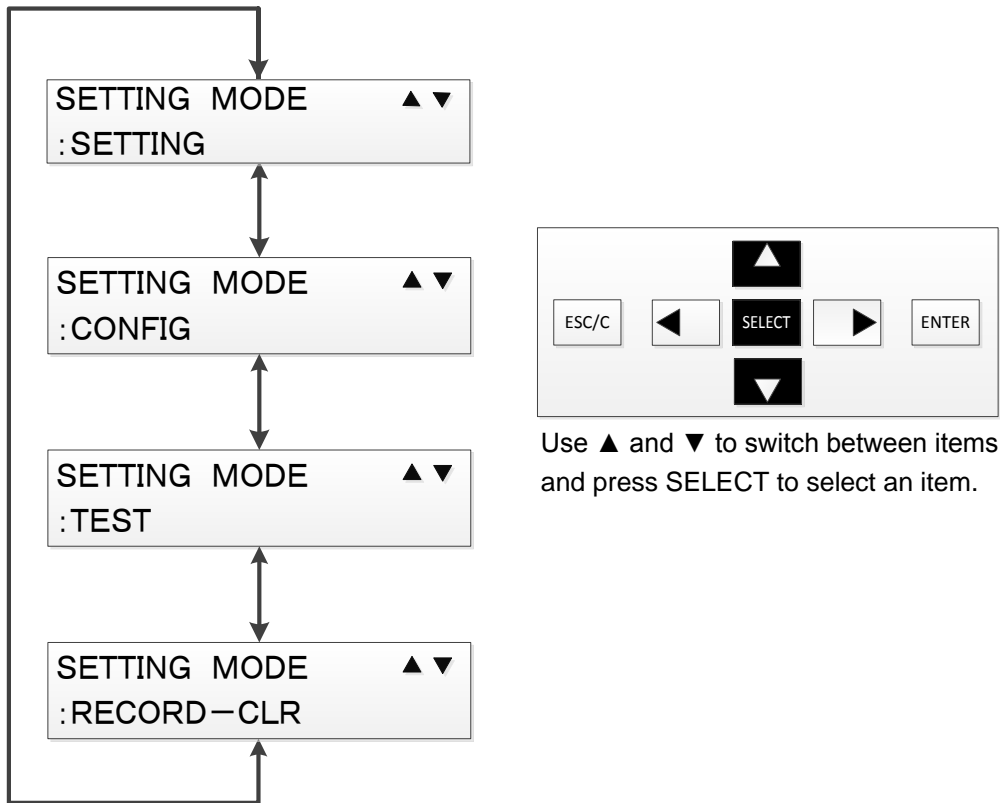 SETTING MODE ▲ ▼
:SETTING
SETTING MODE ▲ ▼
:CONFIG
SETTING MODE ▲ ▼
:TEST
SETTING MODE ▲ ▼
:RECORD－CLR
▲
ESC/C ◀ SELECT ▶ ENTER
▼
Use ▲ and ▼ to switch between items
and press SELECT to select an item.